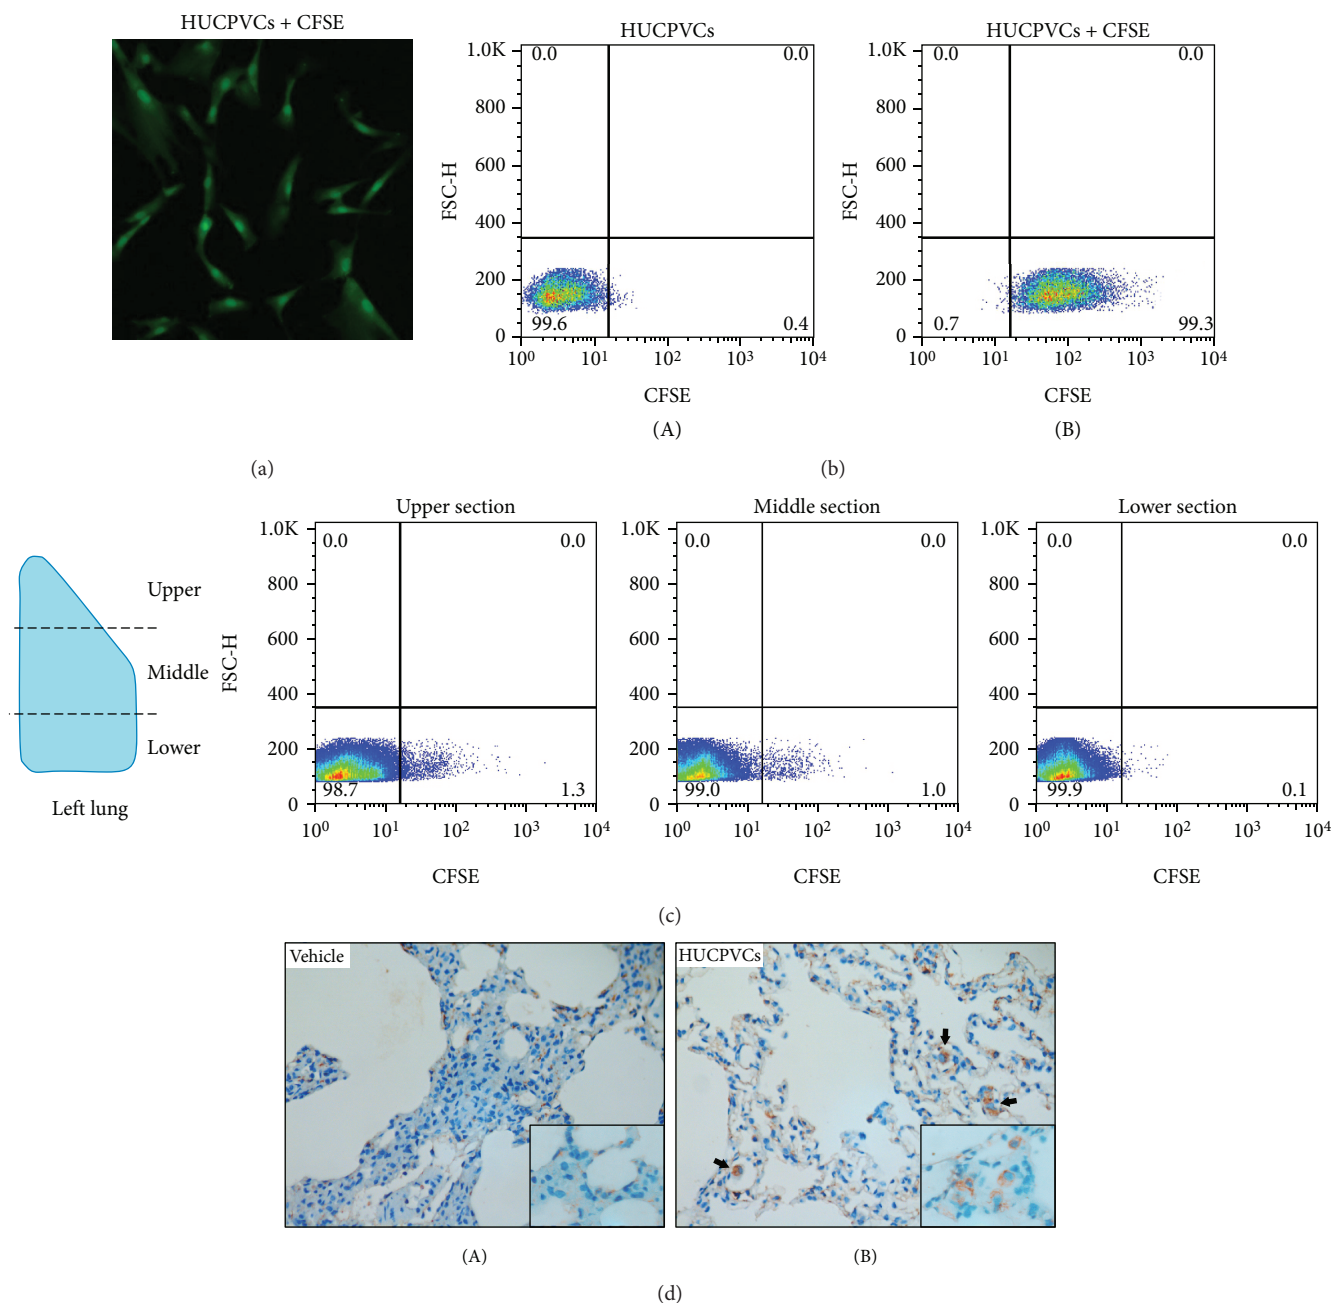 HUCPVCs + CFSE
HUCPVCs
1.0K
800
600
400
200
0
FSC-H
0.0
0.0
99.6
0.4
10⁰ 10¹ 10² 10³ 10⁴
CFSE
(A)
HUCPVCs + CFSE
1.0K
800
600
400
200
0
FSC-H
0.0
0.0
0.7
99.3
10⁰ 10¹ 10² 10³ 10⁴
CFSE
(B)
(a)
(b)
Upper
Middle
Lower
Left lung
Upper section
1.0K
800
600
400
200
0
FSC-H
0.0
0.0
98.7
1.3
10⁰ 10¹ 10² 10³ 10⁴
CFSE
Middle section
1.0K
800
600
400
200
0
0.0
0.0
99.0
1.0
10⁰ 10¹ 10² 10³ 10⁴
CFSE
Lower section
1.0K
800
600
400
200
0
0.0
0.0
99.9
0.1
10⁰ 10¹ 10² 10³ 10⁴
CFSE
(c)
Vehicle
HUCPVCs
(A)
(B)
(d)